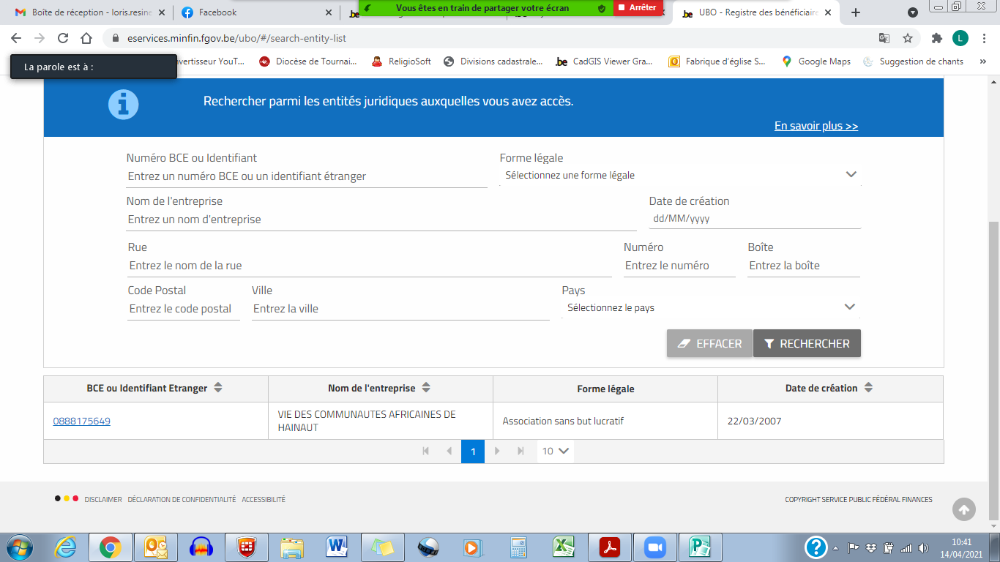 Boîte de réception - loris.resine
Facebook
.be
Vous êtes en train de partager votre écran
Arrêter
.be UBO - Registre des bénéficiaire
eservices.minfin.fgov.be/ubo/#/search-entity-list
L
La parole est à :
nvertisseur YouT...
Diocèse de Tournai...
ReligioSoft
Divisions cadastrale...
.be CadGIS Viewer Gra...
Fabrique d'église S...
Google Maps
Suggestion de chants
»
Rechercher parmi les entités juridiques auxquelles vous avez accès.
En savoir plus >>
Numéro BCE ou Identifiant
Forme légale
Entrez un numéro BCE ou un identifiant étranger
Sélectionnez une forme légale
Nom de l'entreprise
Date de création
Entrez un nom d'entreprise
dd/MM/yyyy
Rue
Numéro
Boîte
Entrez le nom de la rue
Entrez le numéro
Entrez la boîte
Code Postal
Ville
Pays
Entrez le code postal
Entrez la ville
Sélectionnez le pays
EFFACER
RECHERCHER
BCE ou Identifiant Etranger
Nom de l'entreprise
Forme légale
Date de création
0888175649
VIE DES COMMUNAUTES AFRICAINES DE
HAINAUT
Association sans but lucratif
22/03/2007
1
10
DISCLAIMER
DÉCLARATION DE CONFIDENTIALITÉ
ACCESSIBILITÉ
COPYRIGHT SERVICE PUBLIC FÉDÉRAL FINANCES
10:41
14/04/2021